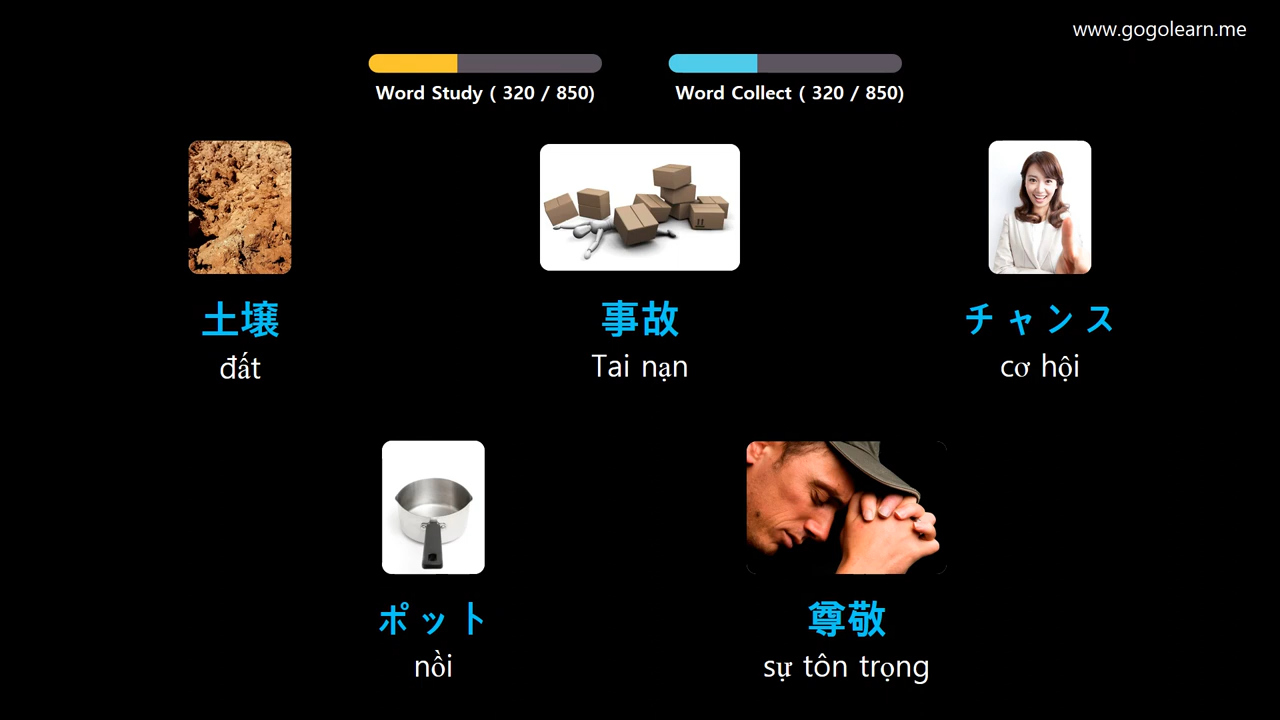 www.gogolearn.me
Word Study ( 320 / 850)
Word Collect ( 320 / 850)
土壌
đất
事故
Tai nạn
チャンス
cơ hội
ポット
nồi
尊敬
sự tôn trọng